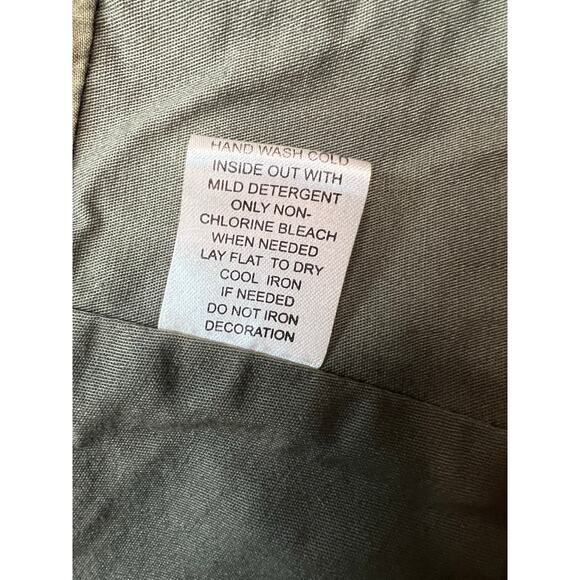 HAND WASH COLD
INSIDE OUT WITH
MILD DETERGENT
ONLY NON-
CHLORINE BLEACH
WHEN NEEDED
LAY FLAT TO DRY
COOL IRON
IF NEEDED
DO NOT IRON
DECORATION